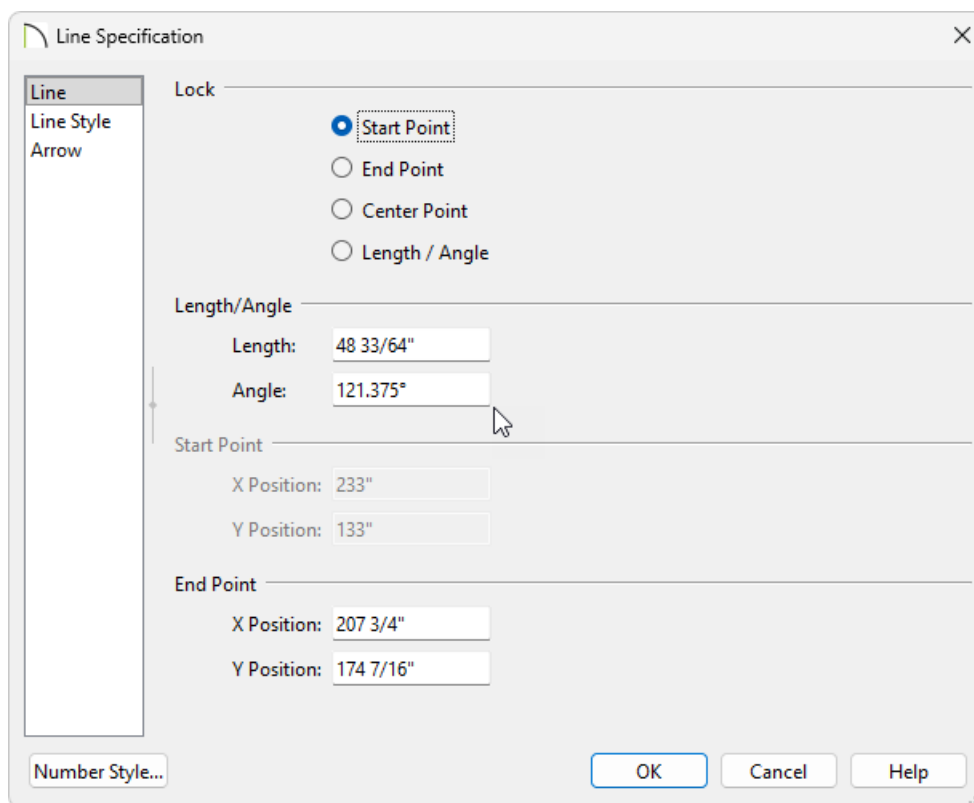 Line Specification
Line
Line Style
Arrow
Lock
Start Point
End Point
Center Point
Length / Angle
Length/Angle
Length: 48 33/64"
Angle: 121.375°
Start Point
X Position: 233"
Y Position: 133"
End Point
X Position: 207 3/4"
Y Position: 174 7/16"
Number Style... OK Cancel Help